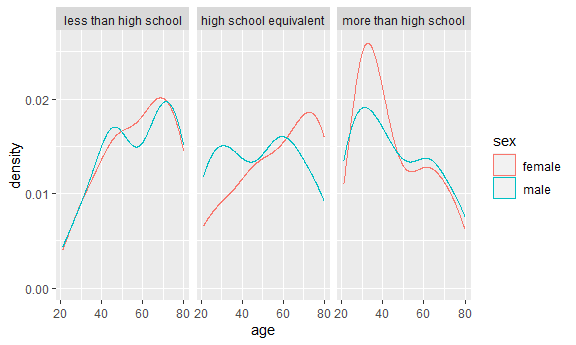 less than high school
high school equivalent
more than high school
density
0.02
0.01
0.00
20 40 60 80 20 40 60 80 20 40 60 80
age
sex
female
male